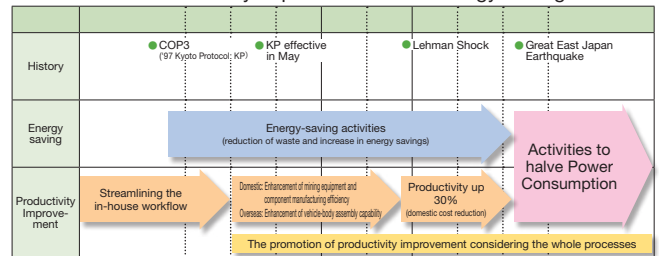 History
COP3
('97 Kyoto Protocol: KP)
KP effective
in May
Lehman Shock
Great East Japan
Earthquake
Energy
saving
Energy-saving activities
(reduction of waste and increase in energy savings)
Activities to
halve Power
Consumption
Productivity
Improve-
ment
Streamlining the
in-house workflow
Domestic: Enhancement of mining equipment and
component manufacturing efficiency
Overseas: Enhancement of vehicle-body assembly capability
Productivity up
30%
(domestic cost reduction)
The promotion of productivity improvement considering the whole processes